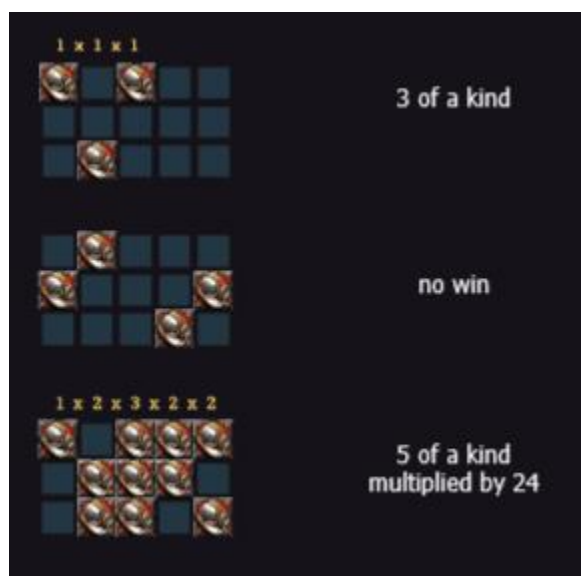 1 x 1 x 1
3 of a kind
no win
1 x 2 x 3 x 2 x 2
5 of a kind
multiplied by 24